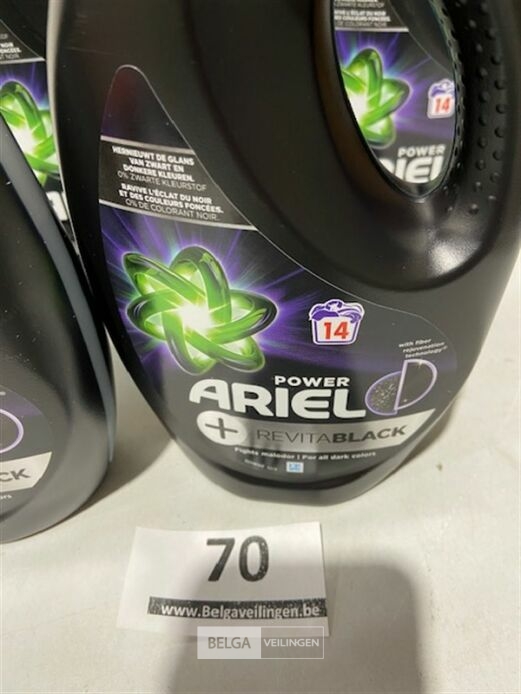 HERNIEUWT DE GLANS
VAN ZWART EN
DONKERE KLEUREN.
0% ZWARTE KLEURSTOF
RAVIVE L'ÉCLAT DU NOIR
ET DES COULEURS FONCÉES.
0% DE COLORANT NOIR.
14
with fiber
rejuvenation
technology
POWER
ARIEL
+ REVITABLACK
Fights malodor | For all dark colors
14
POWER
ARIEL
CK
70
www.Belgaveilingen.be
BELGA VEILINGEN